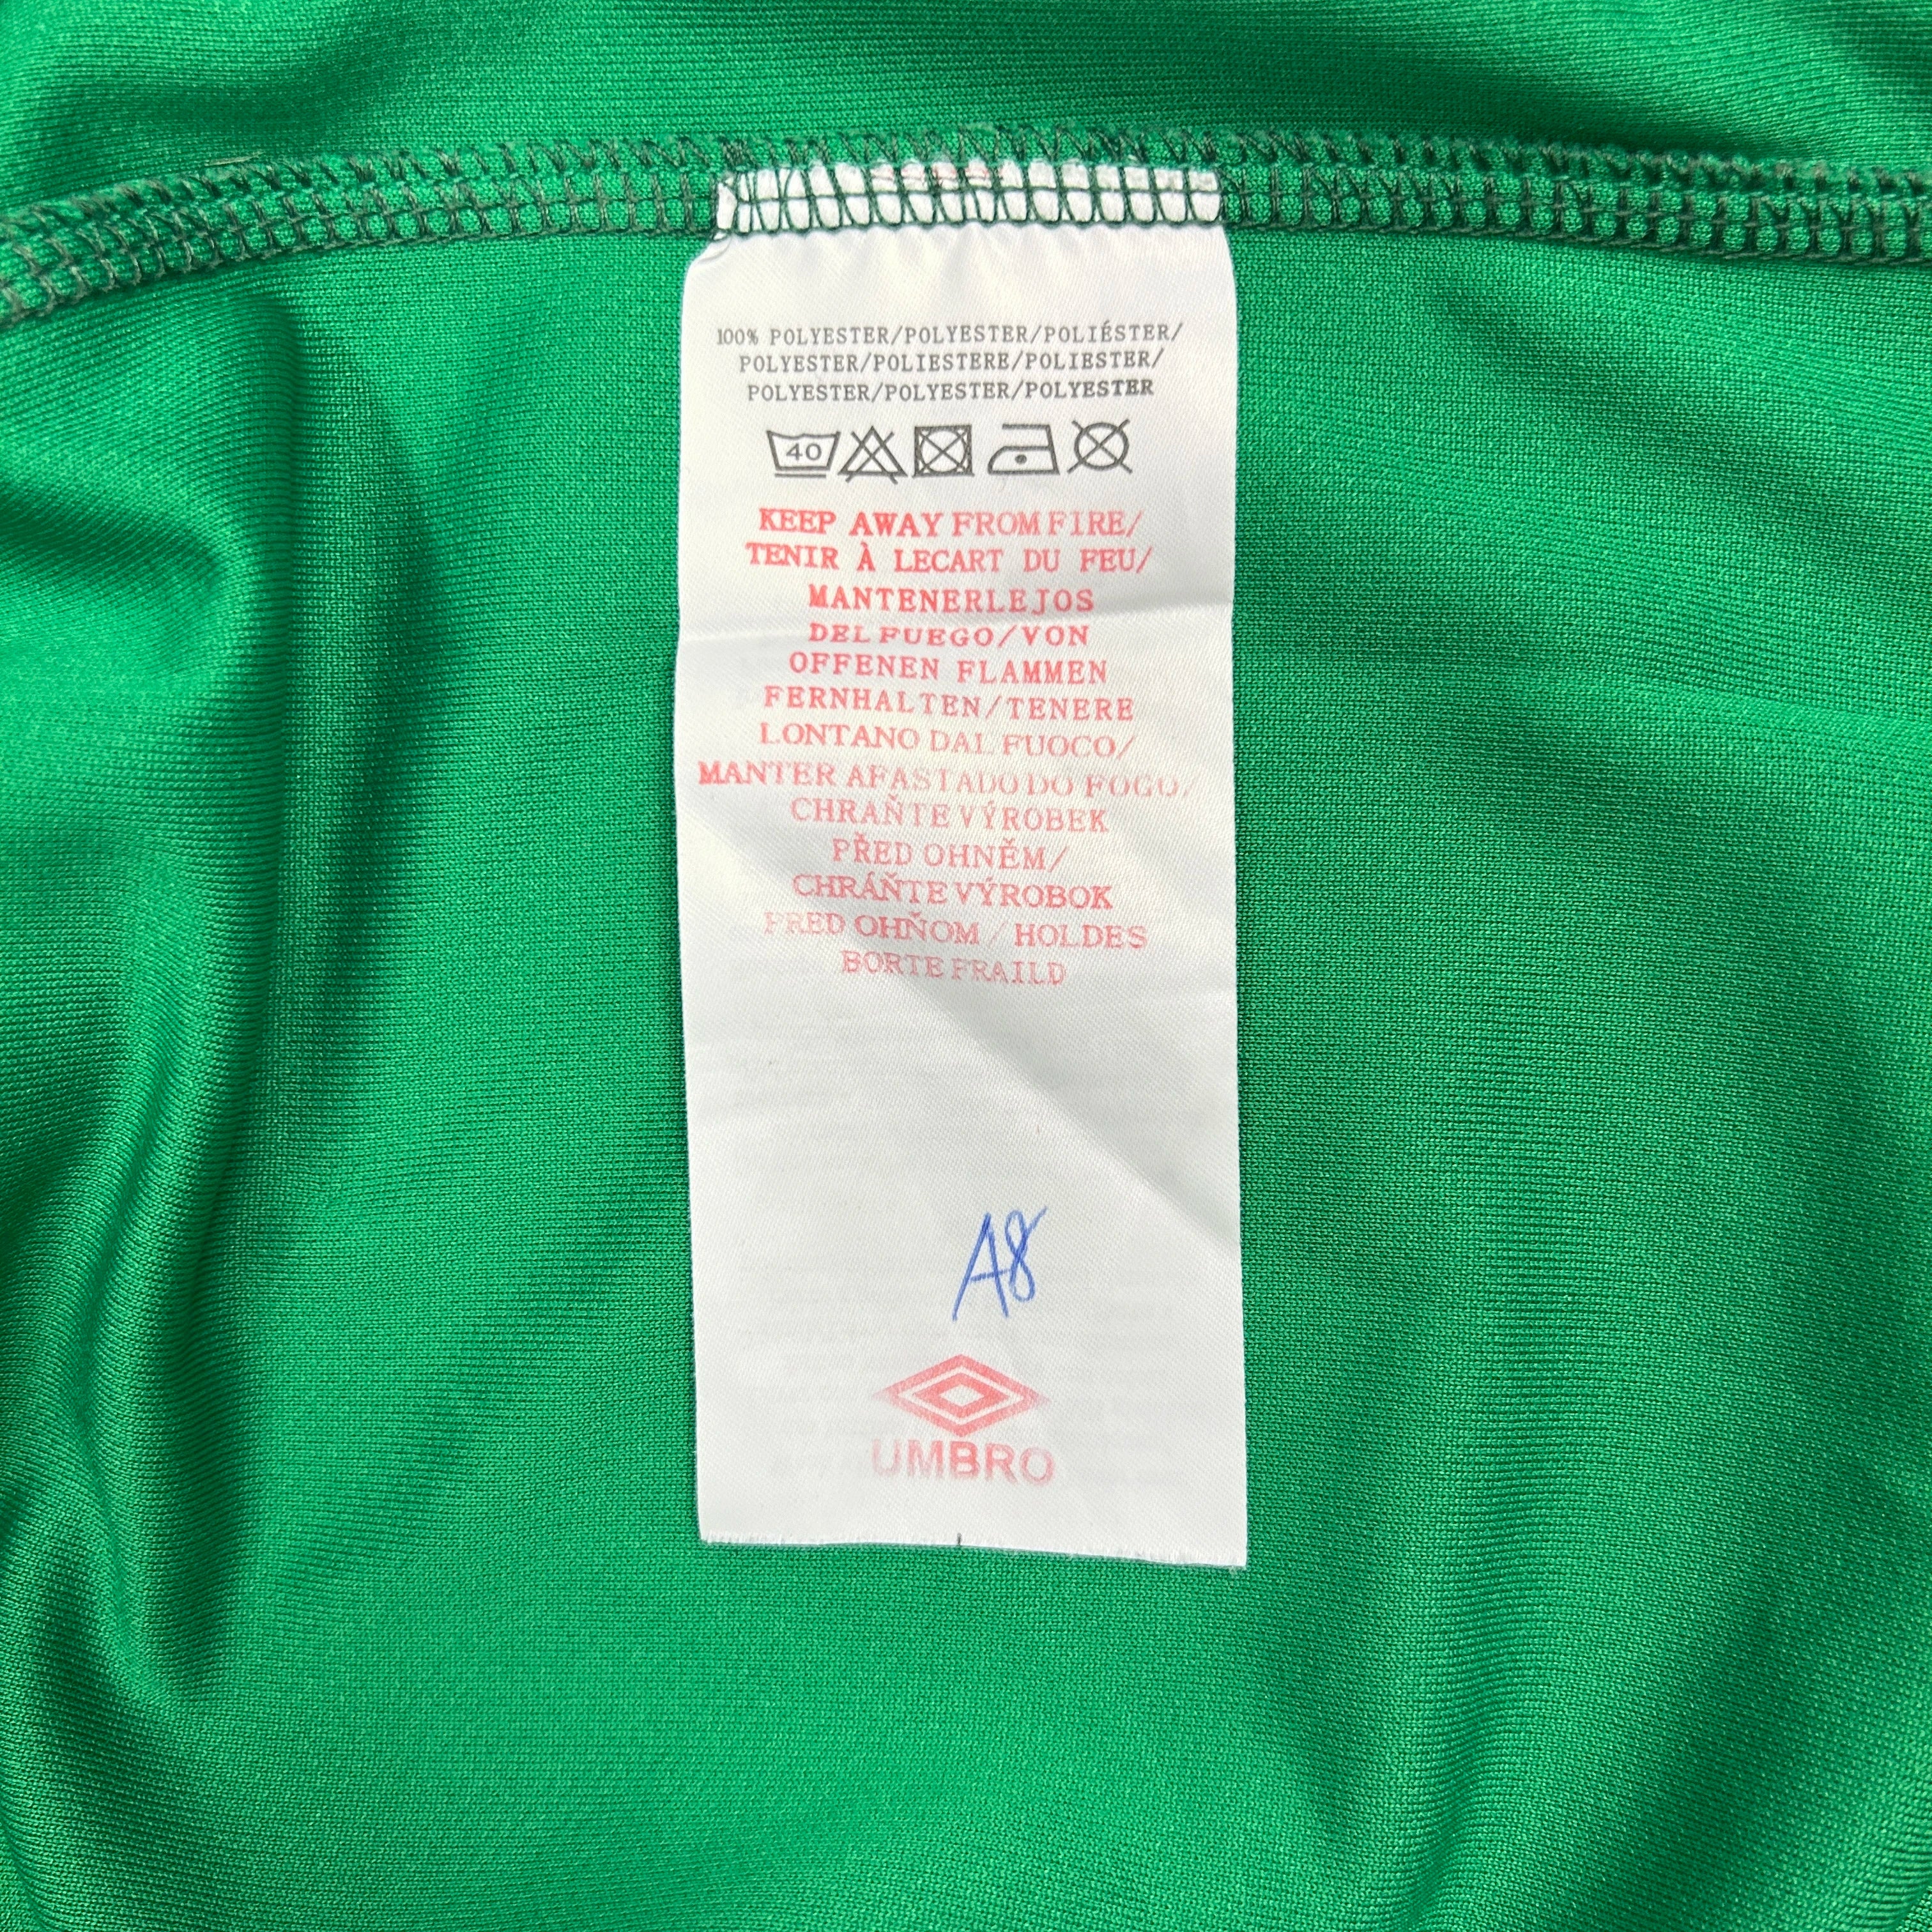 100% POLYESTER/POLYESTER/POLIÉSTER/
POLYESTER/POLIESTERE/POLIESTER/
POLYESTER/POLYESTER/POLYESTER
40
KEEP AWAY FROM FIRE/
TENIR À LECART DU FEU/
MANTENERLEJOS
DEL FUEGO/VON
OFFENEN FLAMMEN
FERNHALTEN/TENERE
LONTANO DAL FUOCO/
MANTER AFASTADO DO FOGO/
CHRAŇTE VÝROBEK
PŘED OHNĚM/
CHRÁŇTE VÝROBOK
PRED OHŇOM/HOLDES
BORTE FRAILD
A8
UMBRO